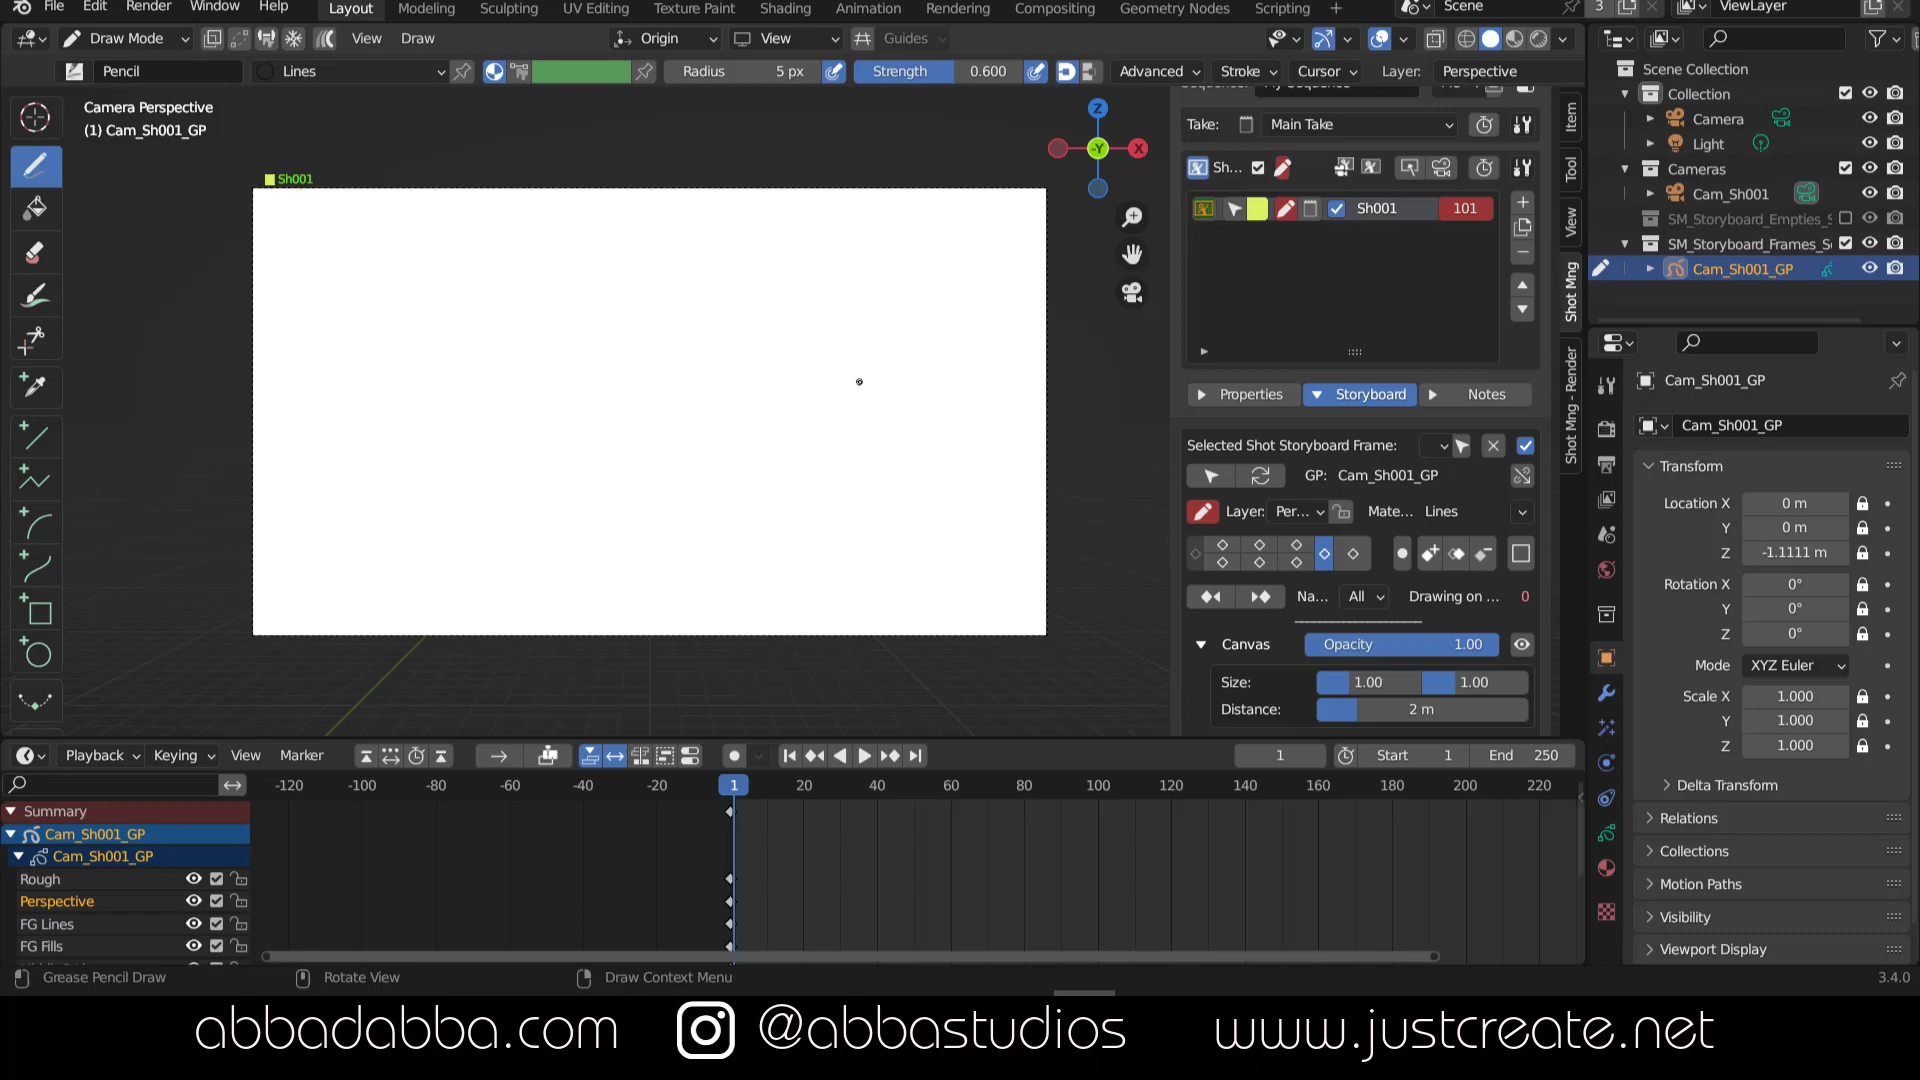 File Edit Render Window Help Layout Modeling Sculpting UV Editing Texture Paint Shading Animation Rendering Compositing Geometry Nodes Scripting + Scene 3 ViewLayer
Draw Mode View Draw Origin View Guides
Pencil Lines Radius 5 px Strength 0.600 Advanced Stroke Cursor Layer: Perspective
Camera Perspective
(1) Cam_Sh001_GP
Sh001
Z
-Y
X
Take: Main Take
Sh...
Sh001 101
Properties Storyboard Notes
Selected Shot Storyboard Frame:
GP: Cam_Sh001_GP
Layer: Per... Mate... Lines
Na... All Drawing on ... 0
Canvas Opacity 1.00
Size: 1.00 1.00
Distance: 2 m
Item
Tool
View
Shot Mng
Shot Mng - Render
Scene Collection
Collection
Camera
Light
Cameras
Cam_Sh001
SM_Storyboard_Empties_S
SM_Storyboard_Frames_Sc
Cam_Sh001_GP
Cam_Sh001_GP
Cam_Sh001_GP
Transform
Location X 0 m
Y 0 m
Z -1.1111 m
Rotation X 0°
Y 0°
Z 0°
Mode XYZ Euler
Scale X 1.000
Y 1.000
Z 1.000
Delta Transform
Relations
Collections
Motion Paths
Visibility
Viewport Display
Playback Keying View Marker 1 Start 1 End 250
-120 -100 -80 -60 -40 -20 1 20 40 60 80 100 120 140 160 180 200 220
Summary
Cam_Sh001_GP
Cam_Sh001_GP
Rough
Perspective
FG Lines
FG Fills
Grease Pencil Draw Rotate View Draw Context Menu 3.4.0
abbadabba.com @abbastudios www.justcreate.net